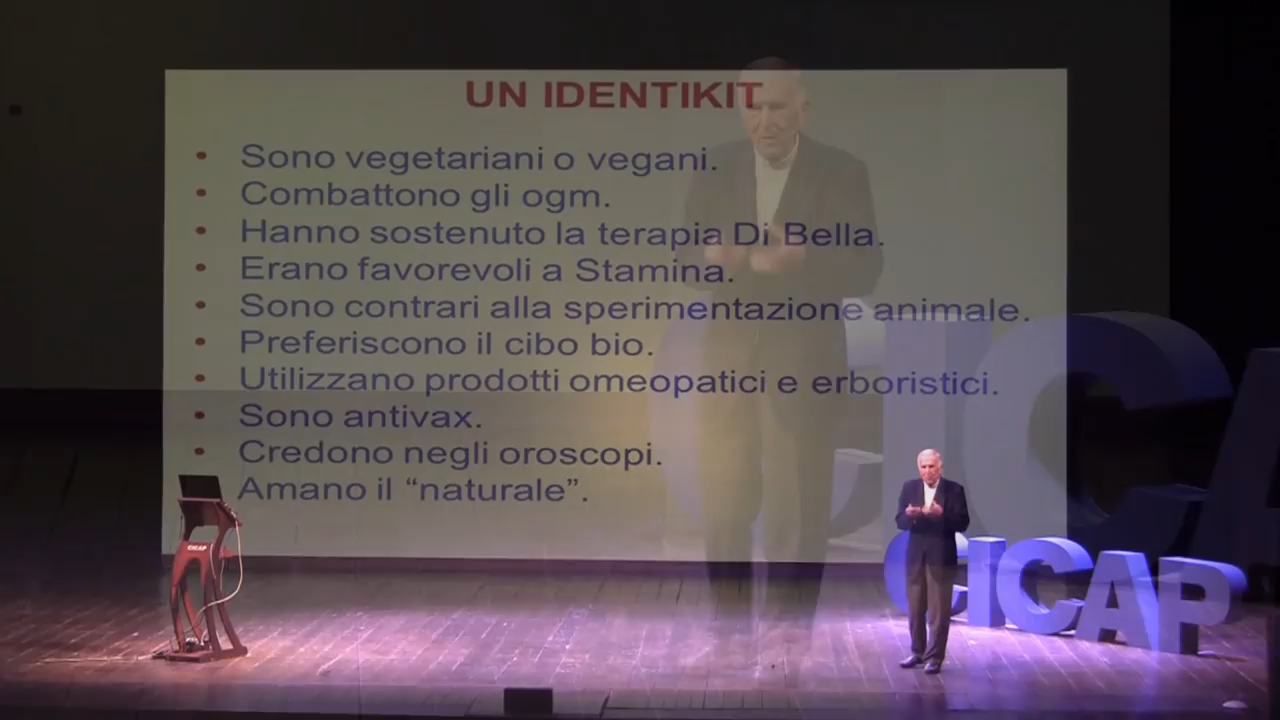 UN IDENTIKIT
• Sono vegetariani o vegani.
• Combattono gli ogm.
• Hanno sostenuto la terapia Di Bella.
• Erano favorevoli a Stamina.
• Sono contrari alla sperimentazione animale.
• Preferiscono il cibo bio.
• Utilizzano prodotti omeopatici e erboristici.
• Sono antivax.
• Credono negli oroscopi.
Amano il “naturale”.
CICAP
CICAP
CICA